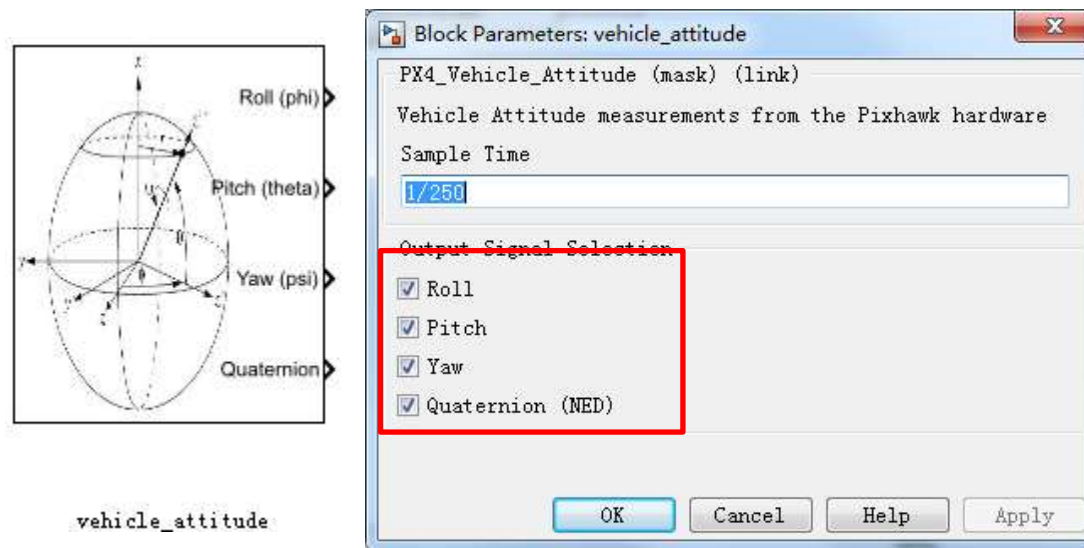 Roll (phi)
Pitch (theta)
Yaw (psi)
Quaternion
vehicle_attitude
Block Parameters: vehicle_attitude
PX4_Vehicle_Attitude (mask) (link)
Vehicle Attitude measurements from the Pixhawk hardware
Sample Time
1/250
Output Signal Selection
Roll
Pitch
Yaw
Quaternion (NED)
OK
Cancel
Help
Apply